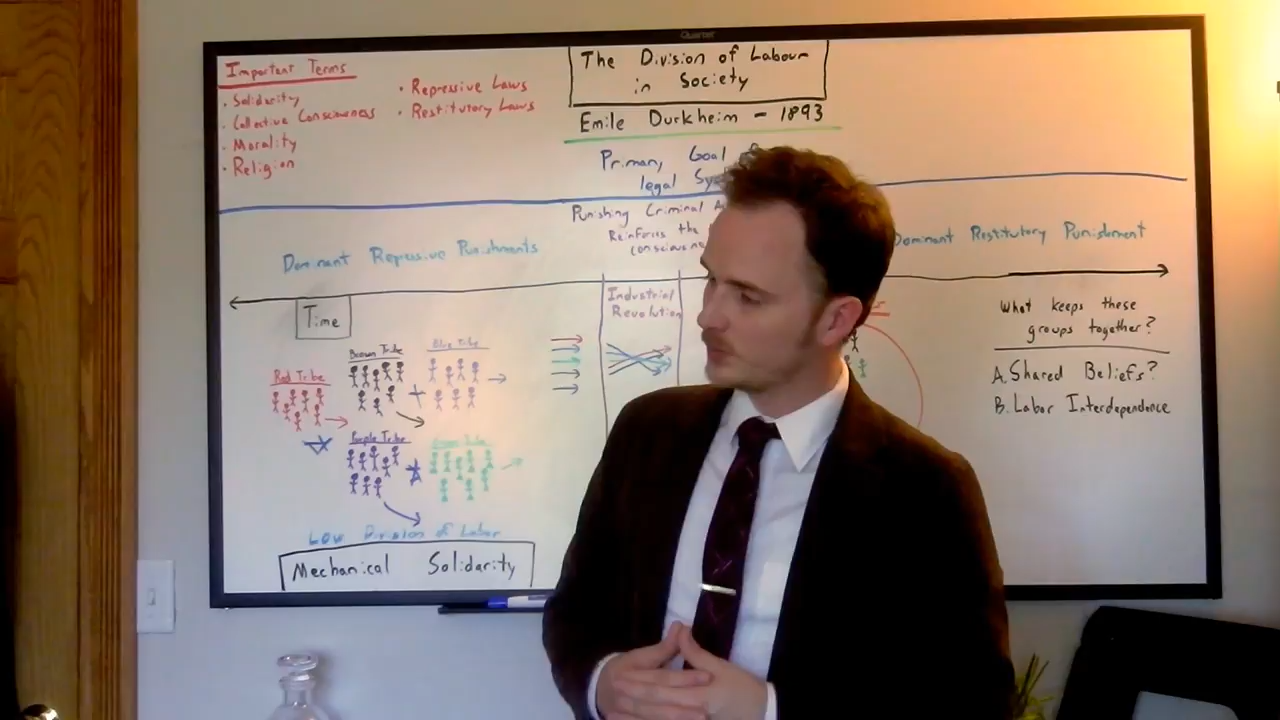 Quartet
The Division of Labour
in Society
Emile Durkheim - 1893
Important Terms
• Solidarity
• Collective Consciousness
• Morality
• Religion
• Repressive Laws
• Restitutory Laws
Primary Goal
legal
Punishing Criminal
Reinforces the
Dominant Repressive Punishments
Dominant Restitutory Punishment
Time
Industrial
Revolution
Red Tribe
Brown Tribe
Blue Tribe
Purple Tribe
Green Tribe
Low Division of Labor
Mechanical Solidarity
What keeps these
groups together?
A. Shared Beliefs?
B. Labor Interdependence